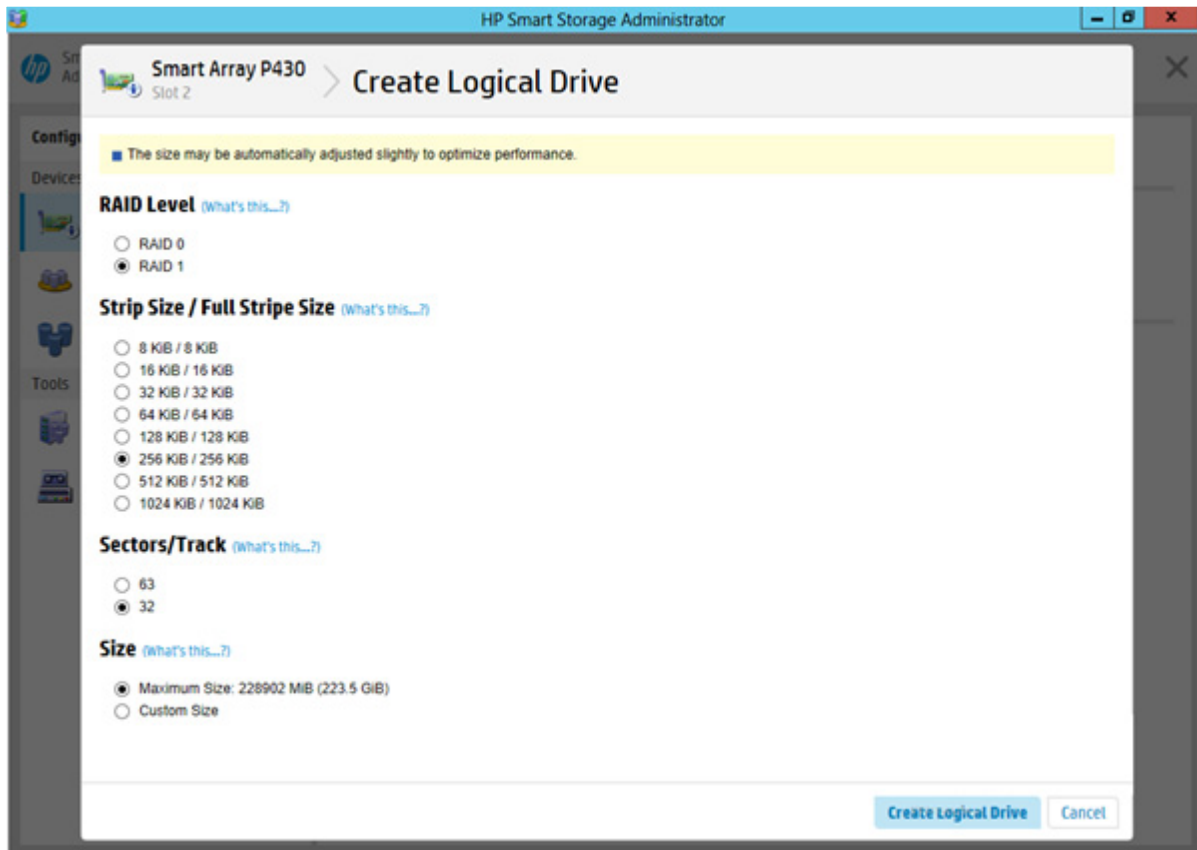 HP Smart Storage Administrator
hp Sm
Ad
Smart Array P430
Slot 2
Create Logical Drive
Configu
Devices
Tools
The size may be automatically adjusted slightly to optimize performance.
RAID Level (What's this...?)
RAID 0
RAID 1
Strip Size / Full Stripe Size (What's this...?)
8 KiB / 8 KiB
16 KiB / 16 KiB
32 KiB / 32 KiB
64 KiB / 64 KiB
128 KiB / 128 KiB
256 KiB / 256 KiB
512 KiB / 512 KiB
1024 KiB / 1024 KiB
Sectors/Track (What's this...?)
63
32
Size (What's this...?)
Maximum Size: 228902 MiB (223.5 GiB)
Custom Size
Create Logical Drive Cancel